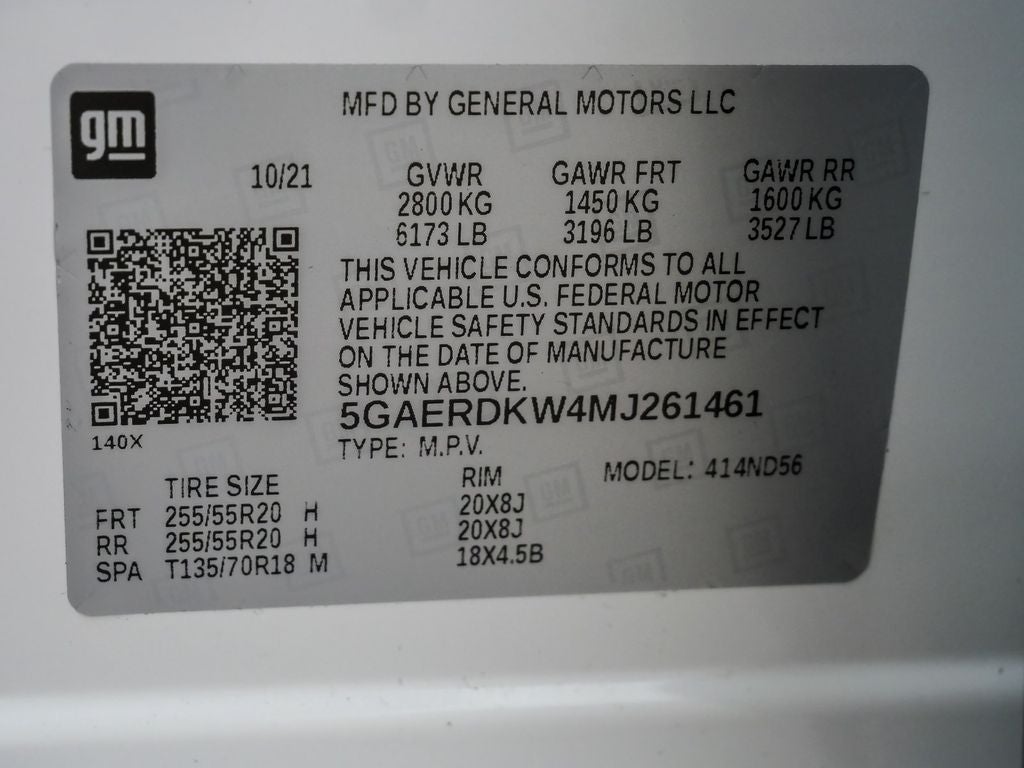 gm
MFD BY GENERAL MOTORS LLC
10/21 GVWR GAWR FRT GAWR RR
2800 KG 1450 KG 1600 KG
6173 LB 3196 LB 3527 LB
THIS VEHICLE CONFORMS TO ALL
APPLICABLE U.S. FEDERAL MOTOR
VEHICLE SAFETY STANDARDS IN EFFECT
ON THE DATE OF MANUFACTURE
SHOWN ABOVE.
5GAERDKW4MJ261461
140X
TYPE: M.P.V.
TIRE SIZE RIM MODEL: 414ND56
FRT 255/55R20 H 20X8J
RR 255/55R20 H 20X8J
SPA T135/70R18 M 18X4.5B